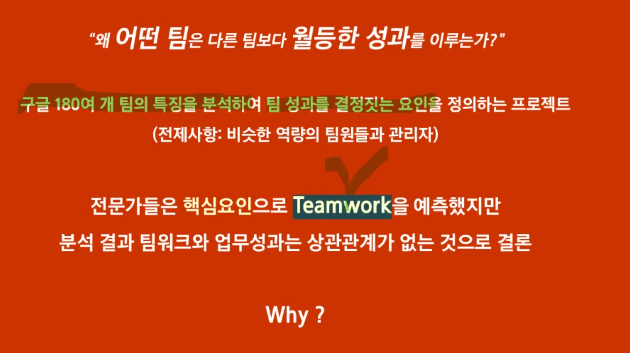 “왜 어떤 팀은 다른 팀보다 월등한 성과를 이루는가?”
구글 180여 개 팀의 특징을 분석하여 팀 성과를 결정짓는 요인을 정의하는 프로젝트
(전제사항: 비슷한 역량의 팀원들과 관리자)
전문가들은 핵심요인으로 Teamwork을 예측했지만
분석 결과 팀워크와 업무성과는 상관관계가 없는 것으로 결론
Why ?